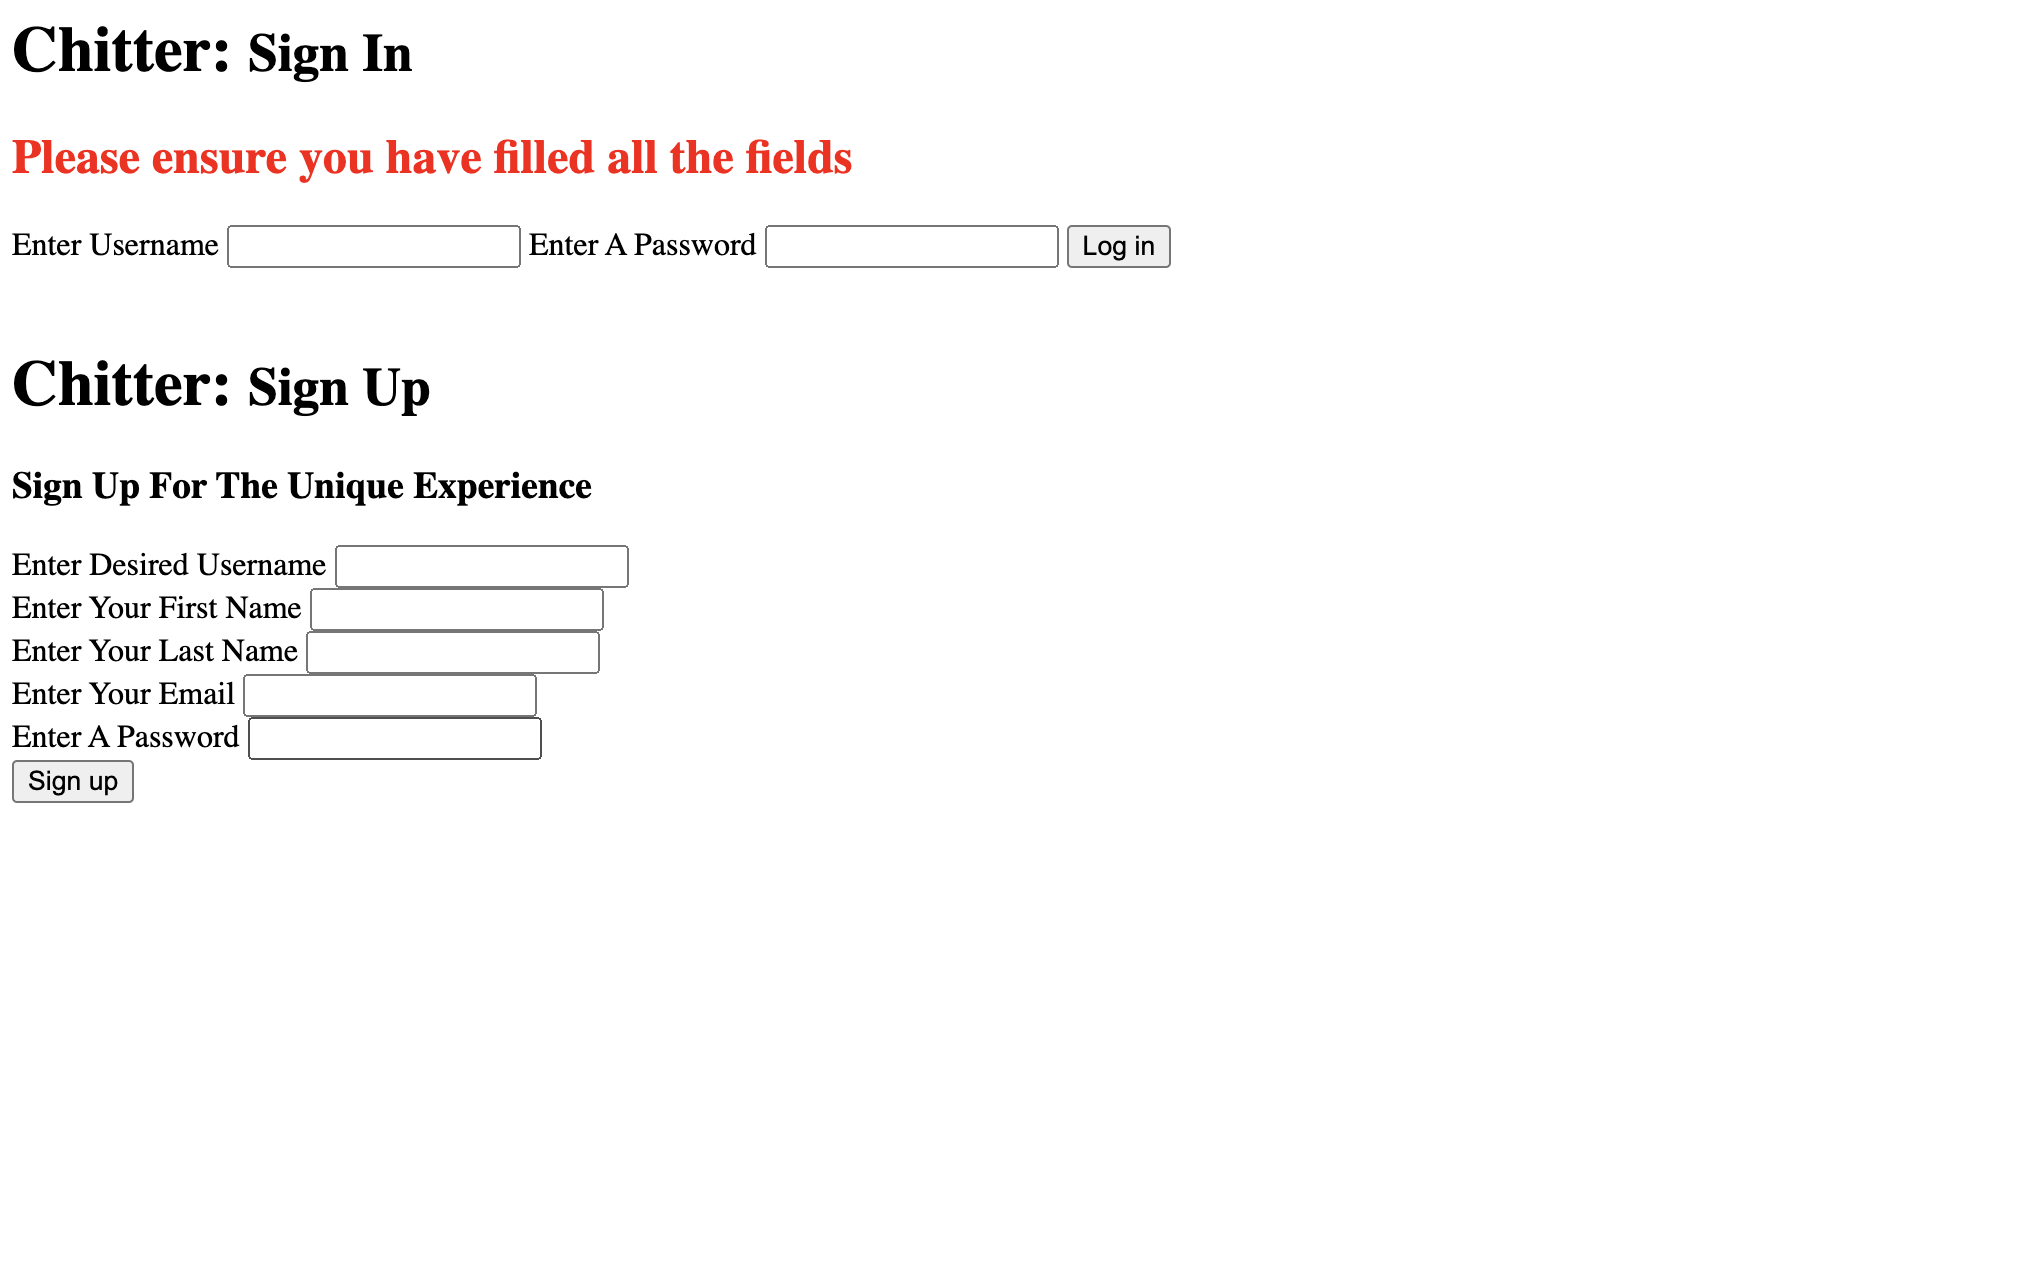 Chitter: Sign In
Please ensure you have filled all the fields
Enter Username Enter A Password Log in
Chitter: Sign Up
Sign Up For The Unique Experience
Enter Desired Username
Enter Your First Name
Enter Your Last Name
Enter Your Email
Enter A Password
Sign up